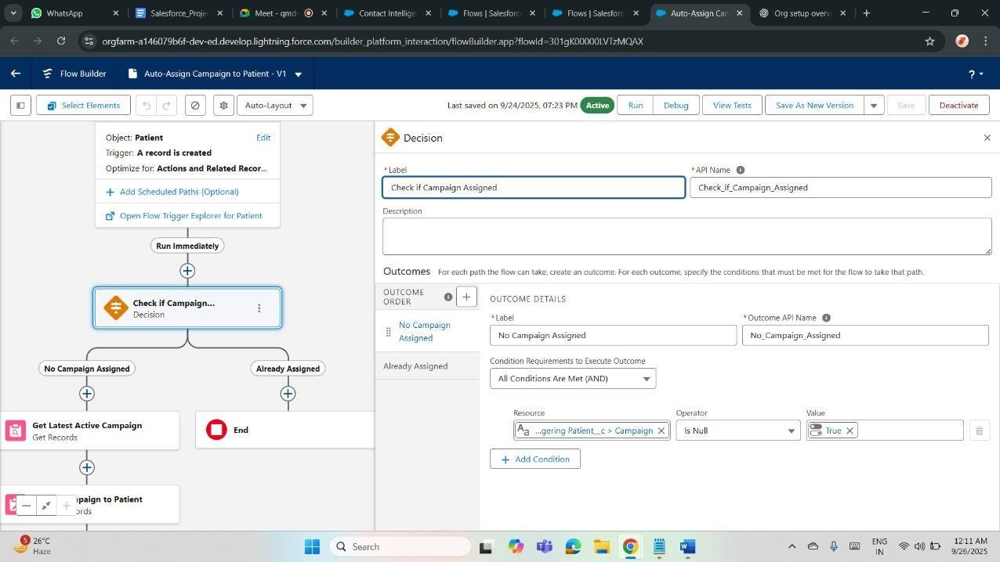 WhatsApp
Salesforce_Proje
Meet - qmd-
Contact Intellige
Flows | Salesforc
Flows | Salesforc
Auto-Assign Can
Org setup overvi
orgfarm-a146079b6f-dev-ed.develop.lightning.force.com/builder_platform_interaction/flowBuilder.app?flowId=301gK00000LVTzMQAX
Flow Builder
Auto-Assign Campaign to Patient - V1
?
Select Elements
Auto-Layout
Last saved on 9/24/2025, 07:23 PM
Active
Run
Debug
View Tests
Save As New Version
Save
Deactivate
Object: Patient
Edit
Trigger: A record is created
Optimize for: Actions and Related Recor...
Add Scheduled Paths (Optional)
Open Flow Trigger Explorer for Patient
Run Immediately
Check if Campaign...
Decision
No Campaign Assigned
Already Assigned
Get Latest Active Campaign
Get Records
End
paign to Patient
ords
Decision
* Label
Check if Campaign Assigned
* API Name
Check_if_Campaign_Assigned
Description
Outcomes
For each path the flow can take, create an outcome. For each outcome, specify the conditions that must be met for the flow to take that path.
OUTCOME
ORDER
No Campaign
Assigned
Already Assigned
OUTCOME DETAILS
* Label
No Campaign Assigned
* Outcome API Name
No_Campaign_Assigned
Condition Requirements to Execute Outcome
All Conditions Are Met (AND)
Resource
Aa ...gering Patient__c > Campaign
Operator
Is Null
Value
True
Add Condition
5
26°C
Haze
Search
ENG
IN
12:11 AM
9/26/2025